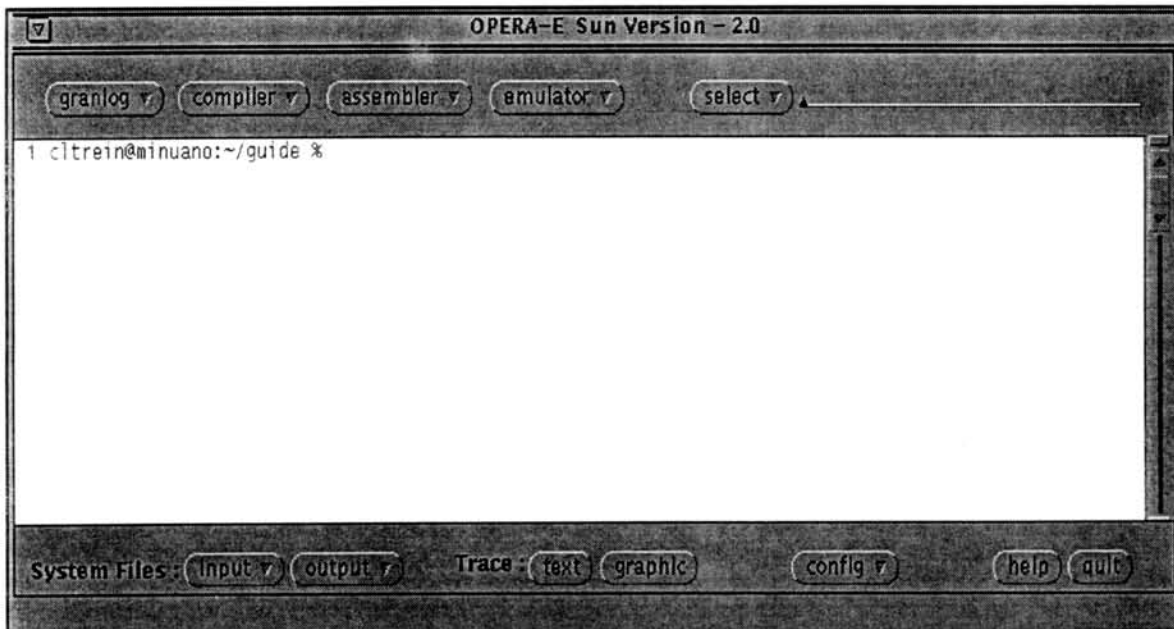 OPERA-E Sun Version - 2.0
granlog compiler assembler emulator select
1 cltrein@minuano:~/guide %
System Files : input output Trace : text graphic config help quit